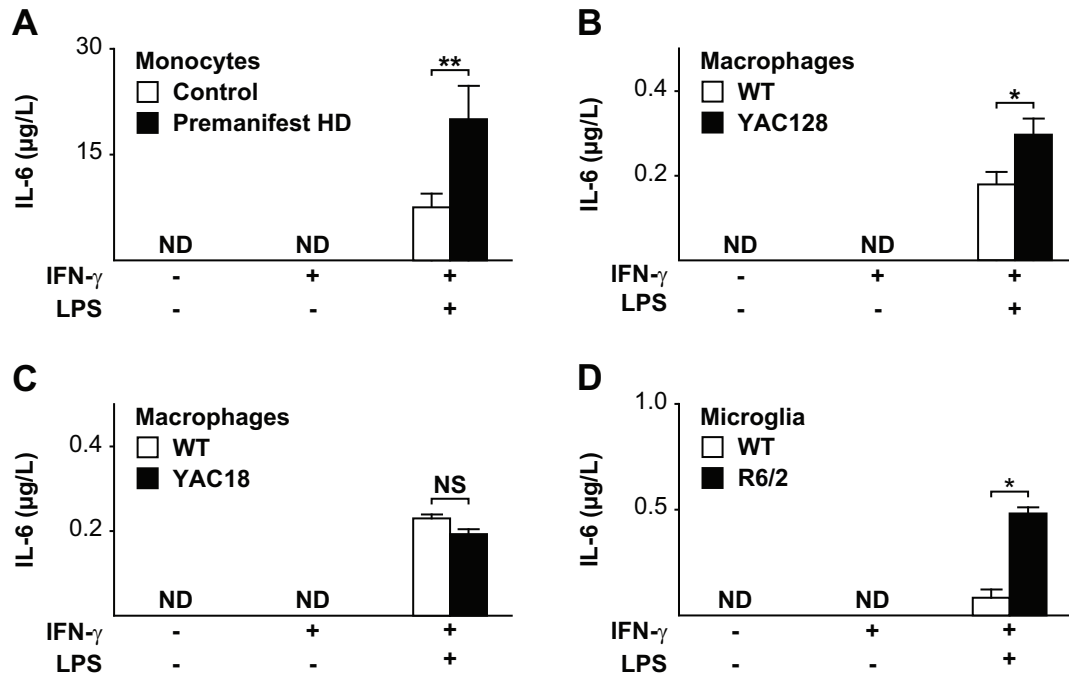 A
30
15
IL-6 (µg/L)
Monocytes
Control
Premanifest HD
**
ND ND
IFN-γ - + +
LPS - - +
B
0.4
0.2
IL-6 (µg/L)
Macrophages
WT
YAC128
*
ND ND
IFN-γ - + +
LPS - - +
C
0.4
0.2
IL-6 (µg/L)
Macrophages
WT
YAC18
NS
ND ND
IFN-γ - + +
LPS - - +
D
1.0
0.5
IL-6 (µg/L)
Microglia
WT
R6/2
*
ND ND
IFN-γ - + +
LPS - - +